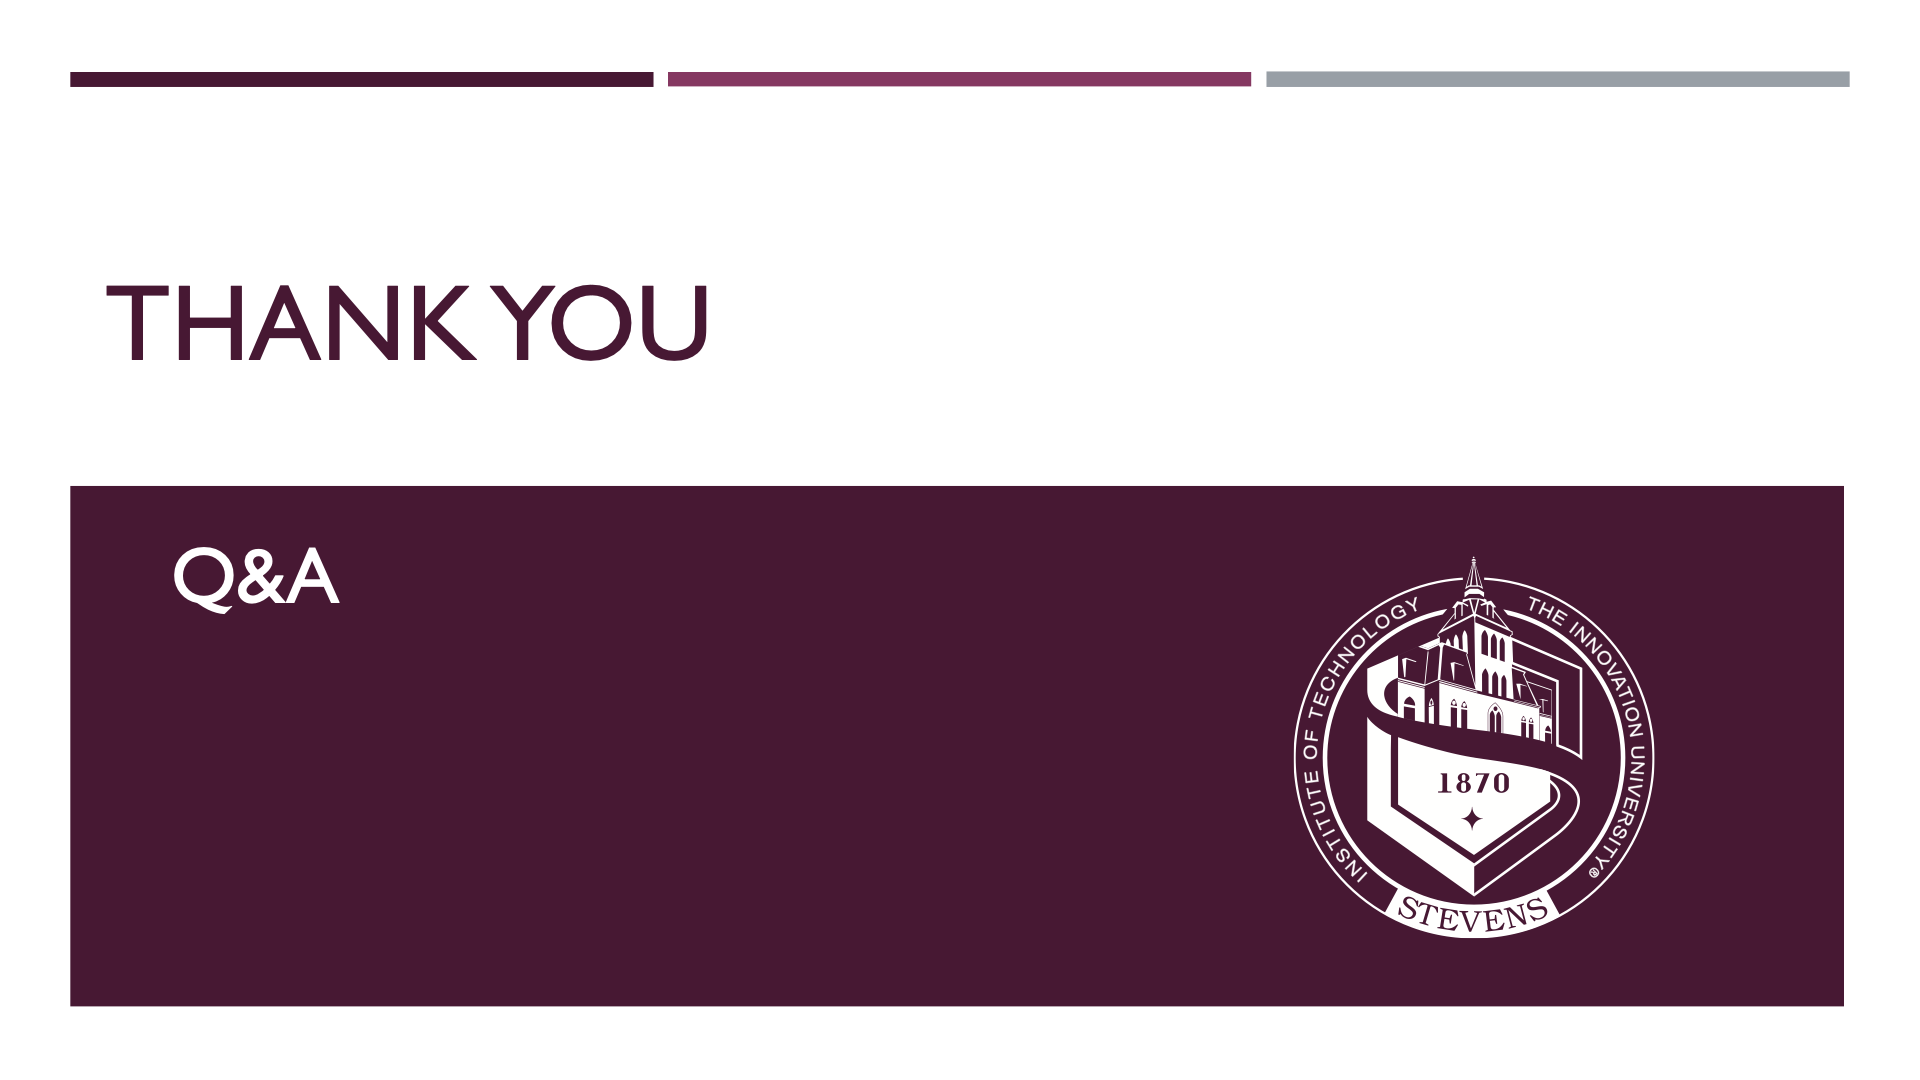 THANK YOU
Q&A
INSTITUTE OF TECHNOLOGY
THE INNOVATION UNIVERSITY®
1870
STEVENS